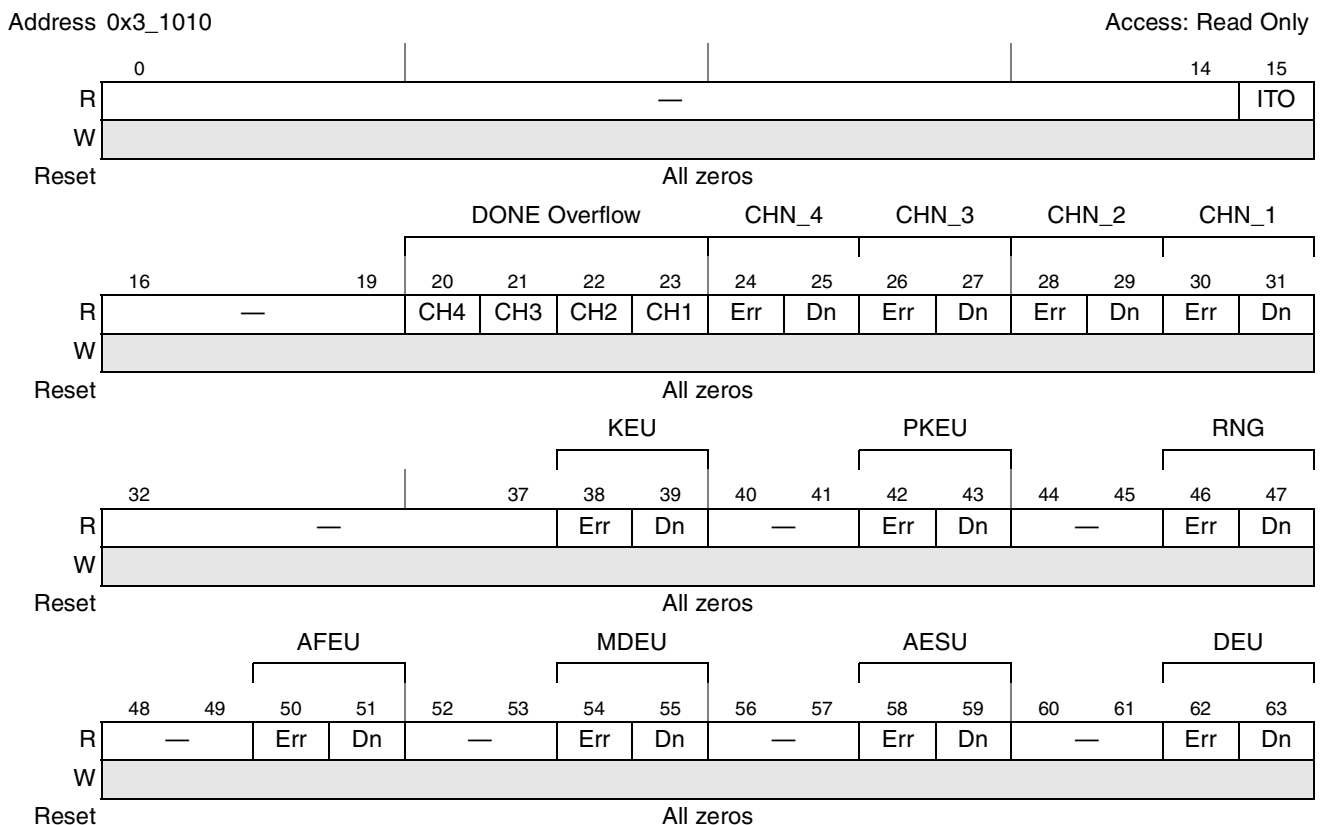 Address 0x3_1010 Access: Read Only
0 14 15
R — ITO
W
Reset All zeros
DONE Overflow CHN_4 CHN_3 CHN_2 CHN_1
16 19 20 21 22 23 24 25 26 27 28 29 30 31
R — CH4 CH3 CH2 CH1 Err Dn Err Dn Err Dn Err Dn
W
Reset All zeros
KEU PKEU RNG
32 37 38 39 40 41 42 43 44 45 46 47
R — Err Dn — Err Dn — Err Dn
W
Reset All zeros
AFEU MDEU AESU DEU
48 49 50 51 52 53 54 55 56 57 58 59 60 61 62 63
R — Err Dn — Err Dn — Err Dn — Err Dn
W
Reset All zeros